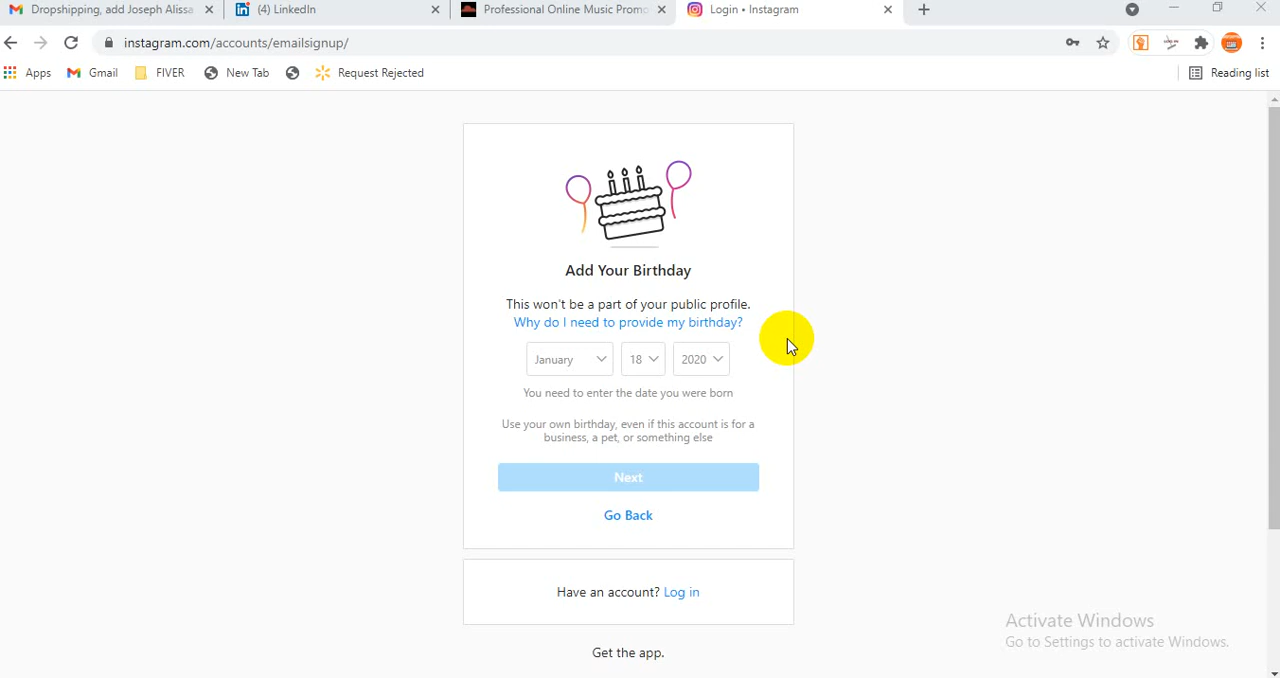 Dropshipping, add Joseph Alissa
(4) LinkedIn
Professional Online Music Promo
Login • Instagram
instagram.com/accounts/emailsignup/
Apps
Gmail
FIVER
New Tab
Request Rejected
Reading list
Add Your Birthday
This won't be a part of your public profile.
Why do I need to provide my birthday?
January 18 2020
You need to enter the date you were born
Use your own birthday, even if this account is for a
business, a pet, or something else
Next
Go Back
Have an account? Log in
Get the app.
Activate Windows
Go to Settings to activate Windows.